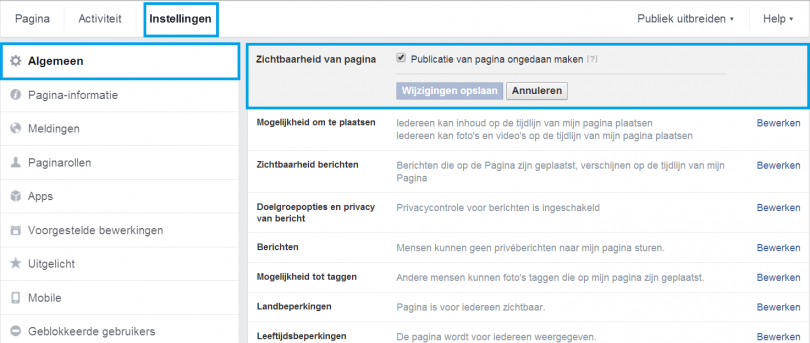 Pagina Activiteit Instellingen Publiek uitbreiden Help
Algemeen
Pagina-informatie
Meldingen
Paginarollen
Apps
Voorgestelde bewerkingen
Uitgelicht
Mobile
Geblokkeerde gebruikers
Zichtbaarheid van pagina Publicatie van pagina ongedaan maken [?]
Wijzigingen opslaan Annuleren
Mogelijkheid om te plaatsen Iedereen kan inhoud op de tijdlijn van mijn pagina plaatsen Bewerken
Iedereen kan foto's en video's op de tijdlijn van mijn pagina plaatsen
Zichtbaarheid berichten Berichten die op de Pagina zijn geplaatst, verschijnen op de tijdlijn van mijn Bewerken
Pagina
Doelgroepopties en privacy Privacycontrole voor berichten is ingeschakeld Bewerken
van bericht
Berichten Mensen kunnen geen privéberichten naar mijn pagina sturen. Bewerken
Mogelijkheid tot taggen Andere mensen kunnen foto's taggen die op mijn pagina zijn geplaatst. Bewerken
Landbeperkingen Pagina is voor iedereen zichtbaar. Bewerken
Leeftijdsbeperkingen De pagina wordt voor iedereen weergegeven. Bewerken